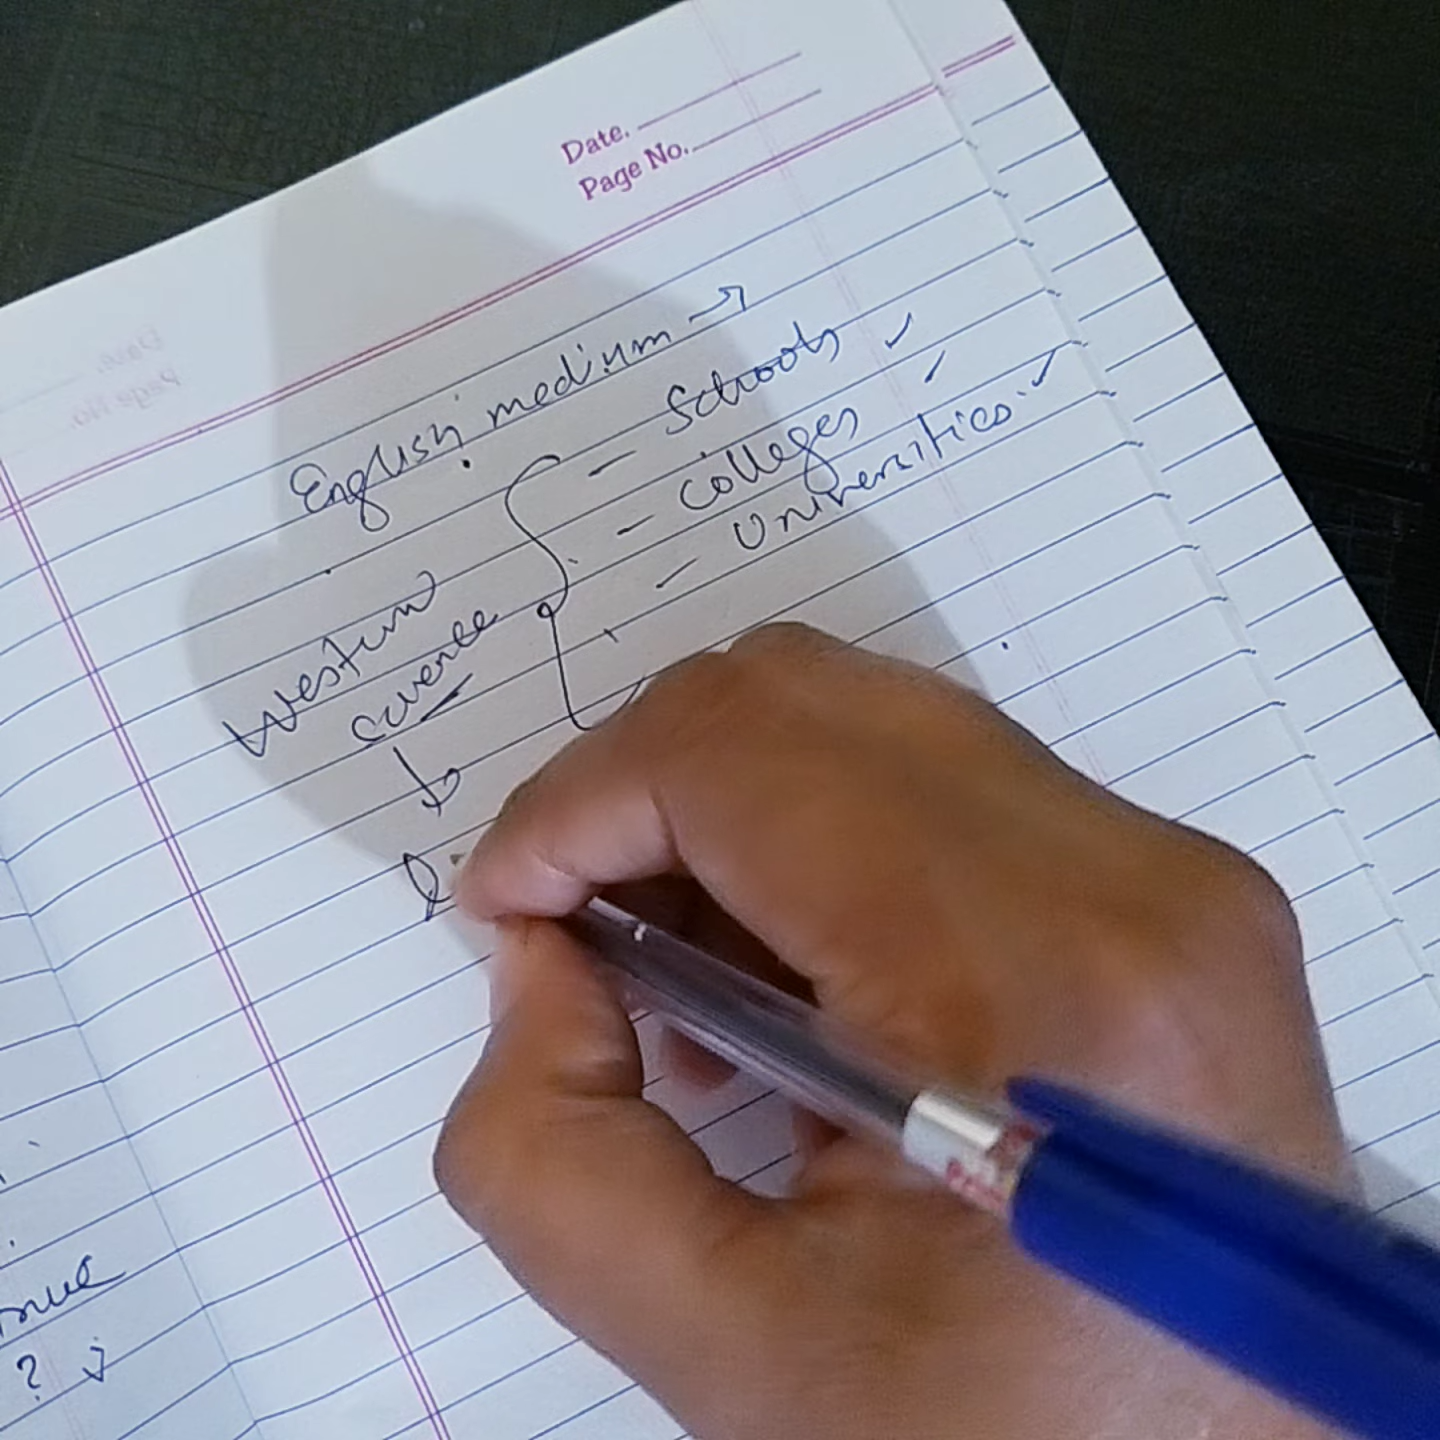 Date.
Page No.
English medium →
- Schools ✓
- colleges ✓
- Universities ✓
Western
science
?